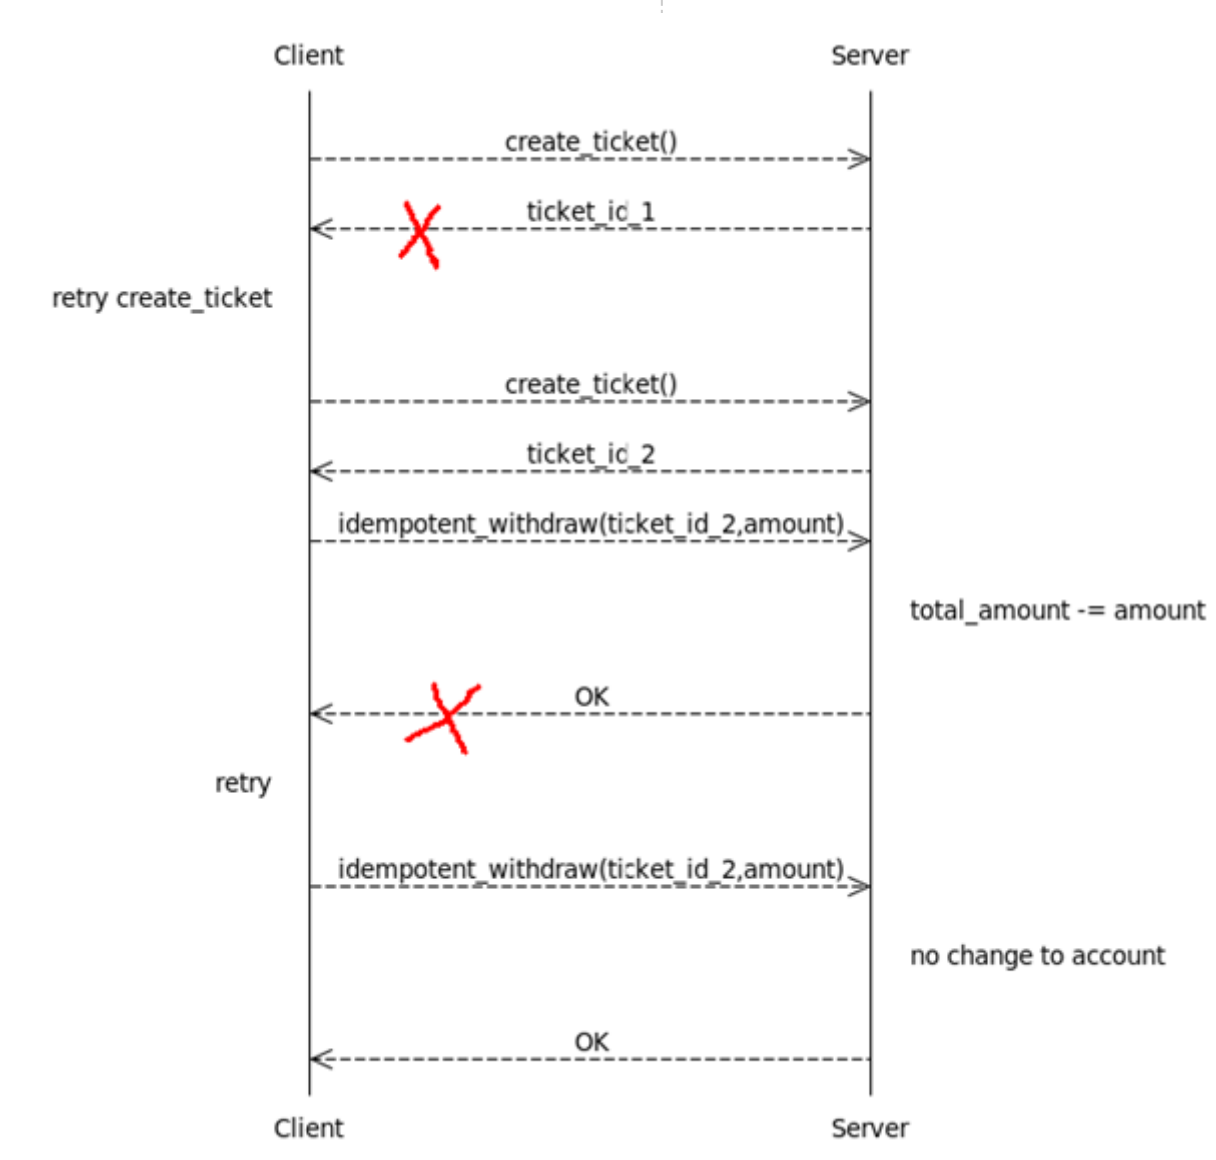 Client Server
create_ticket()
ticket_id_1
retry create_ticket
create_ticket()
ticket_id_2
idempotent_withdraw(ticket_id_2,amount)
total_amount -= amount
OK
retry
idempotent_withdraw(ticket_id_2,amount)
no change to account
OK
Client Server